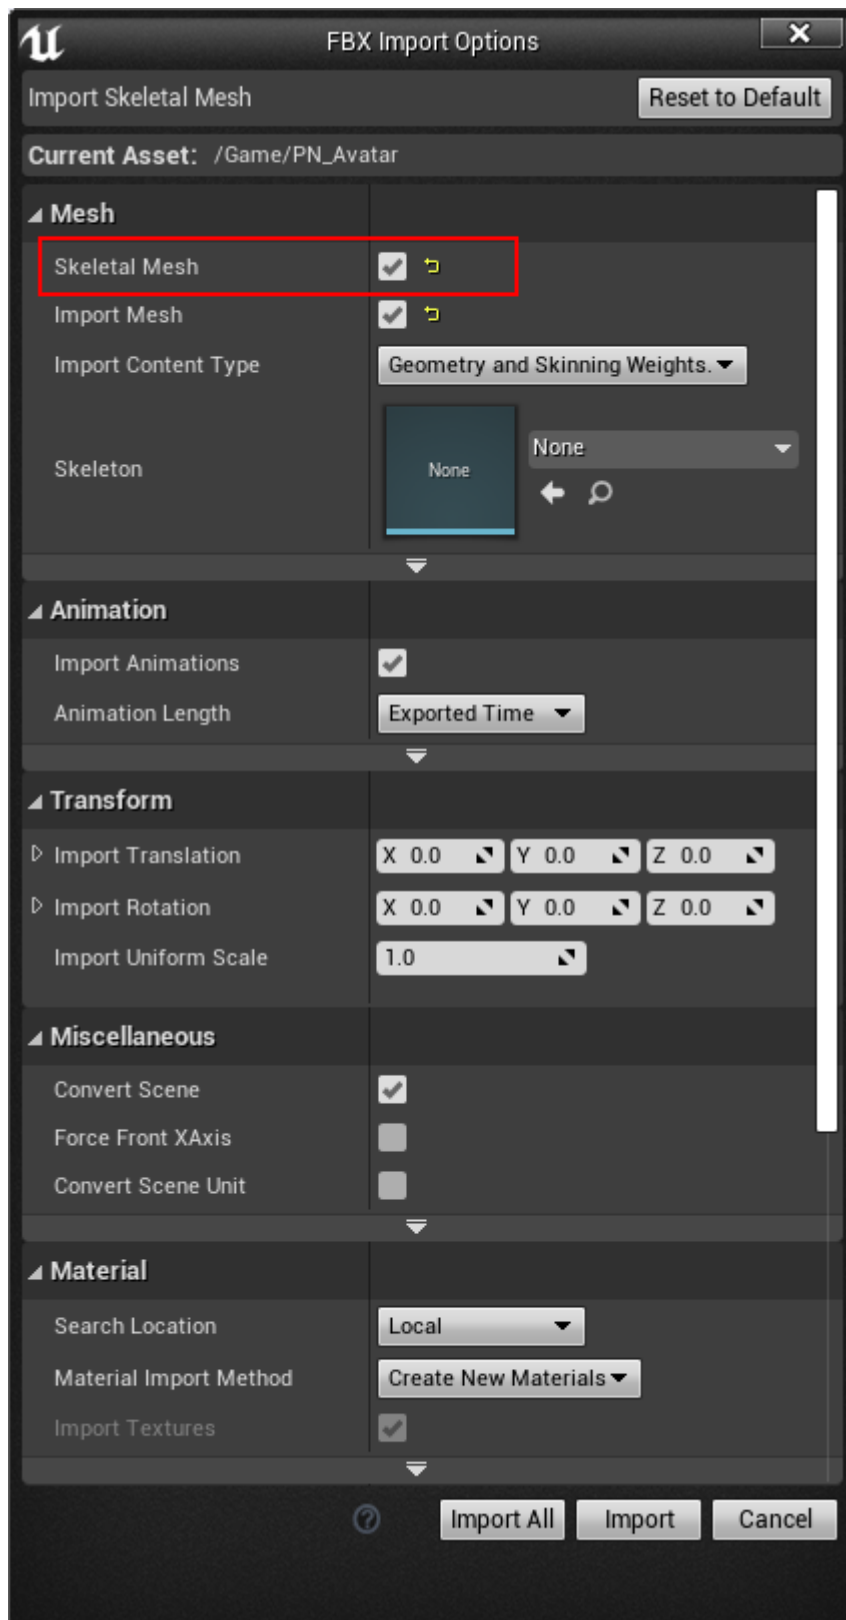 FBX Import Options
Import Skeletal Mesh Reset to Default
Current Asset: /Game/PN_Avatar
Mesh
Skeletal Mesh
Import Mesh
Import Content Type Geometry and Skinning Weights.
Skeleton None None
Animation
Import Animations
Animation Length Exported Time
Transform
Import Translation X 0.0 Y 0.0 Z 0.0
Import Rotation X 0.0 Y 0.0 Z 0.0
Import Uniform Scale 1.0
Miscellaneous
Convert Scene
Force Front XAxis
Convert Scene Unit
Material
Search Location Local
Material Import Method Create New Materials
Import Textures
? Import All Import Cancel